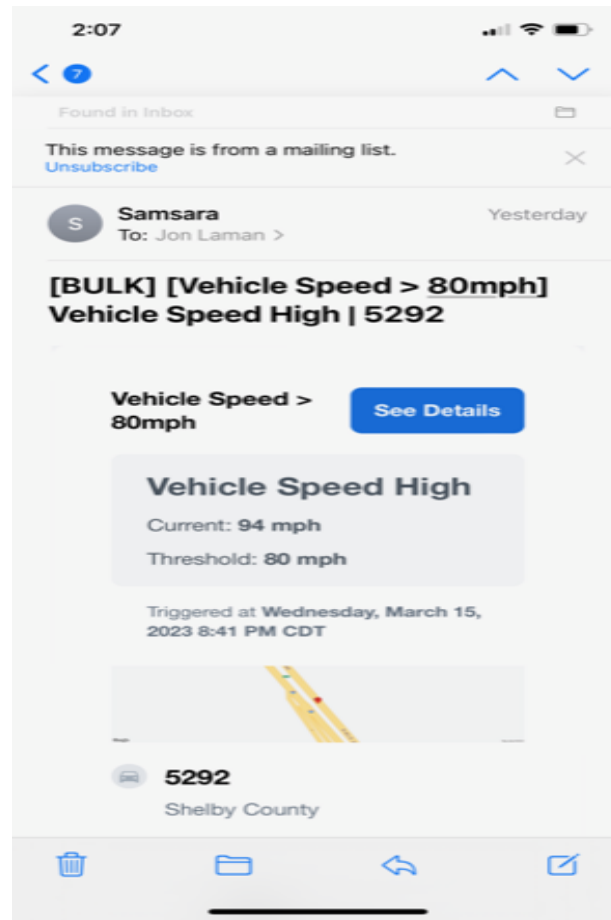 2:07
7
Found in Inbox
This message is from a mailing list.
Unsubscribe
S
Samsara
Yesterday
To: Jon Laman >
[BULK] [Vehicle Speed > 80mph]
Vehicle Speed High | 5292
Vehicle Speed >
80mph
See Details
Vehicle Speed High
Current: 94 mph
Threshold: 80 mph
Triggered at Wednesday, March 15,
2023 8:41 PM CDT
5292
Shelby County